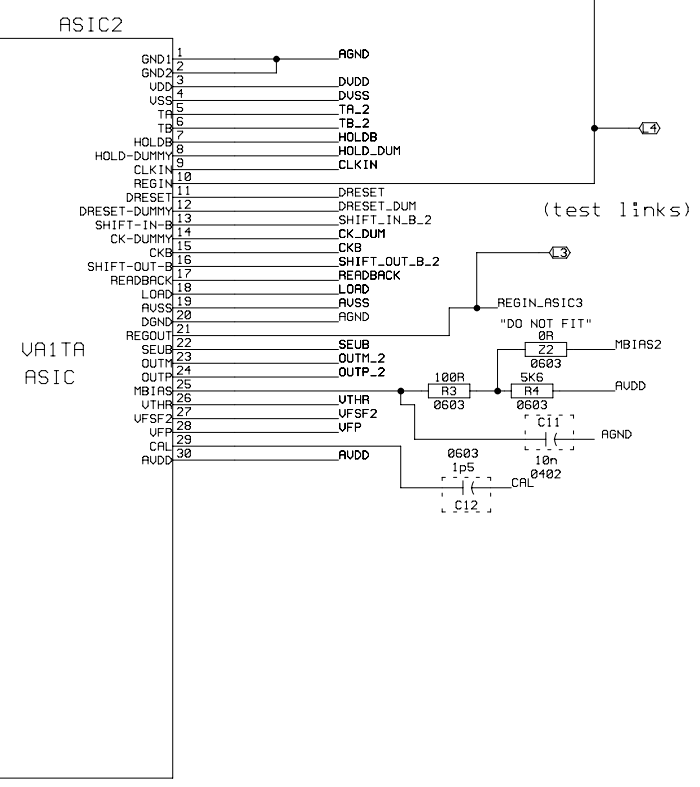 ASIC2
GND1 1 AGND
GND2 2
VDD 3 DVDD
VSS 4 DVSS
TA 5 TA_2
TB 6 TB_2
HOLDB 7 HOLDB
HOLD-DUMMY 8 HOLD_DUM
CLKIN 9 CLKIN
REGIN 10
DRESET 11 DRESET
DRESET-DUMMY 12 DRESET_DUM
SHIFT-IN-B 13 SHIFT_IN_B_2
CK-DUMMY 14 CK_DUM
CKB 15 CKB
SHIFT-OUT-B 16 SHIFT_OUT_B_2
READBACK 17 READBACK
LOAD 18 LOAD
AVSS 19 AVSS
DGND 20 AGND
REGOUT 21
SEUB 22 SEUB
OUTM 23 OUTM_2
OUTP 24 OUTP_2
MBIAS 25
VTHR 26 VTHR
VFSF2 27 VFSF2
VFP 28 VFP
CAL 29
AVDD 30 AVDD
VA1TA
ASIC
L4
(test links)
L3
REGIN_ASIC3
"DO NOT FIT"
0R
Z2 MBIAS2
0603
100R 5K6
R3 R4 AVDD
0603 0603
C11
AGND
10n
0402
0603
1p5
CAL
C12